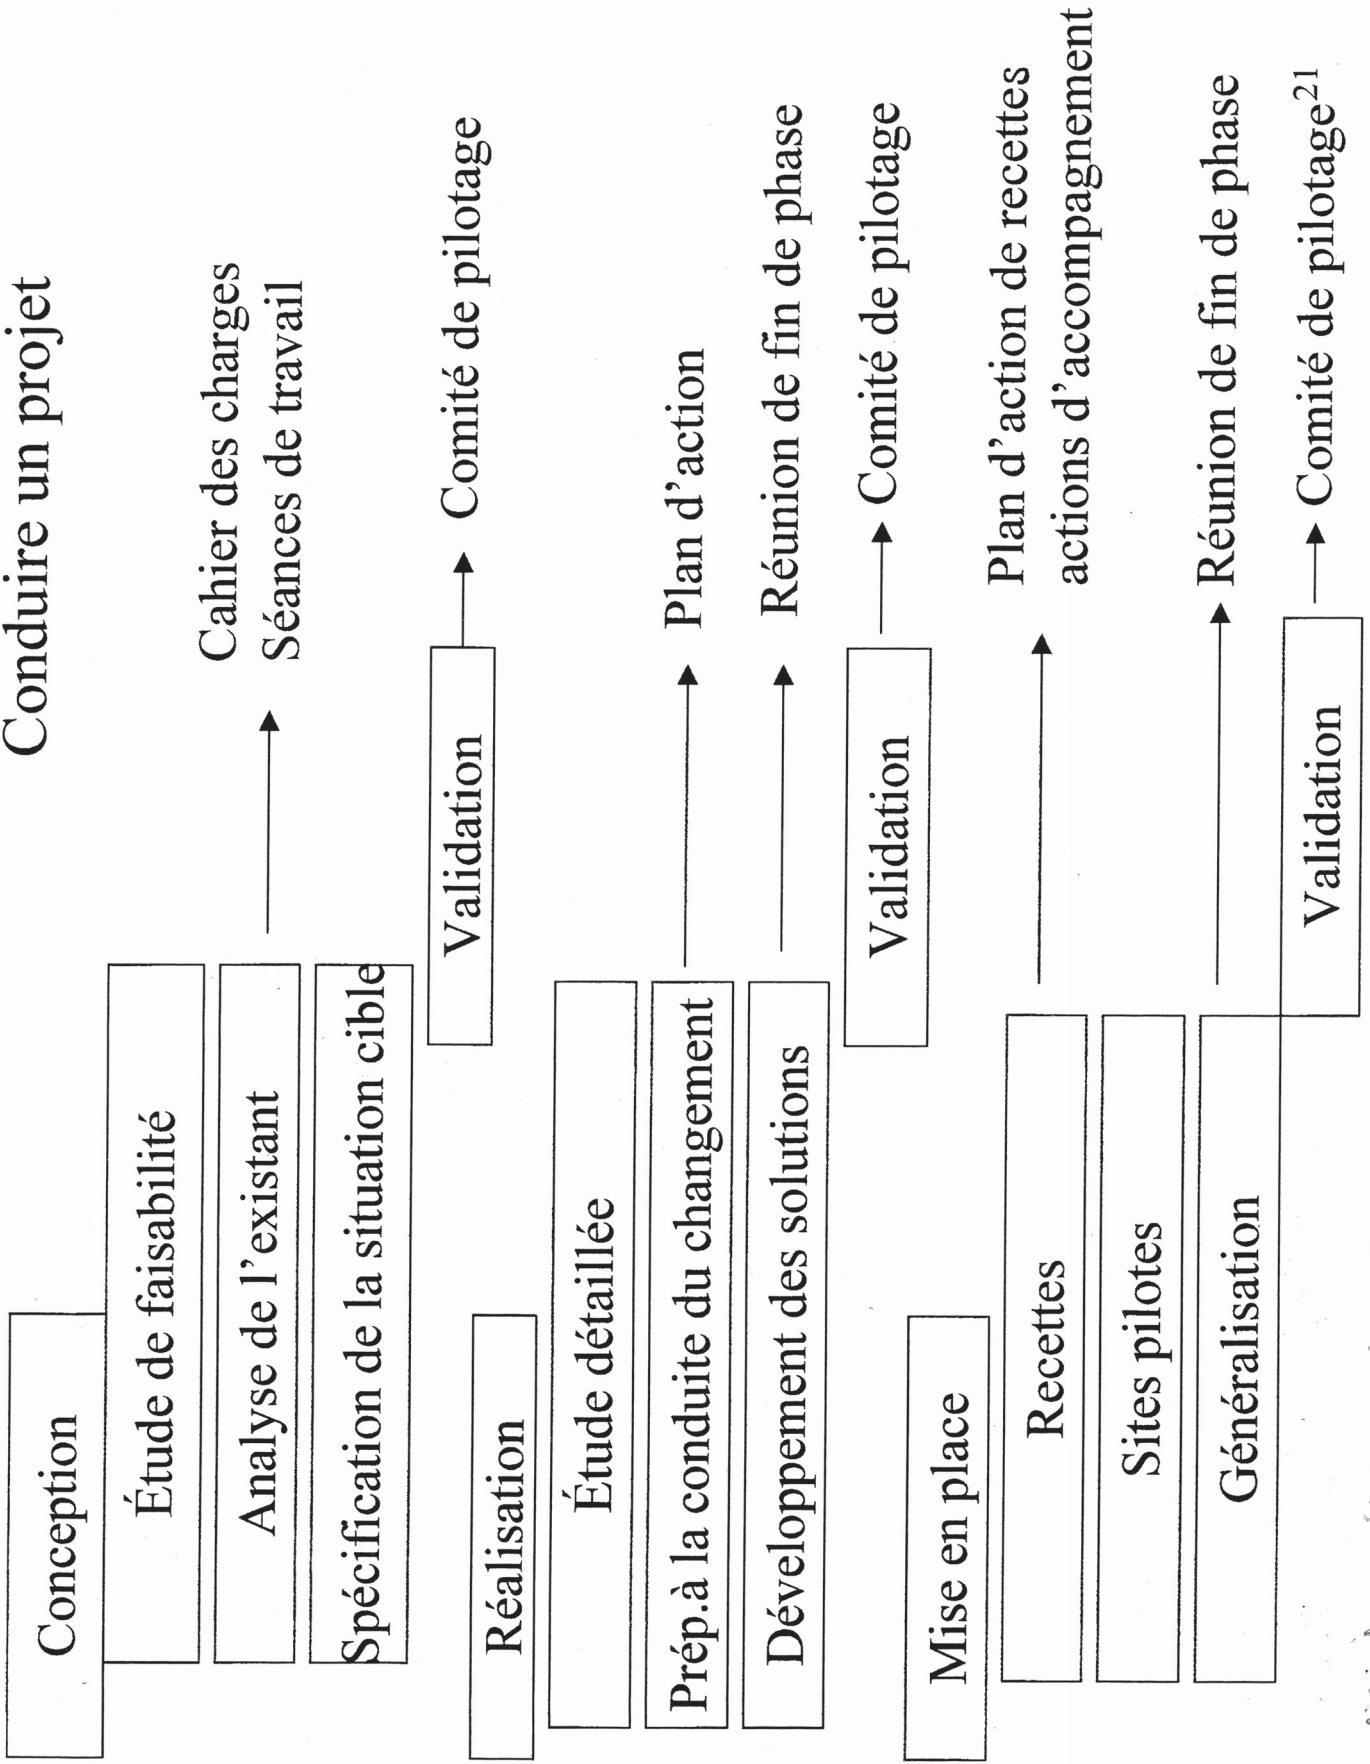 Conduire un projet
Conception
Étude de faisabilité
Analyse de l'existant
Cahier des charges
Séances de travail
Spécification de la situation cible
Validation
Comité de pilotage
Réalisation
Étude détaillée
Prép.à la conduite du changement
Plan d'action
Développement des solutions
Réunion de fin de phase
Validation
Comité de pilotage
Mise en place
Recettes
Plan d'action de recettes
actions d'accompagnement
Sites pilotes
Généralisation
Réunion de fin de phase
Validation
Comité de pilotage21